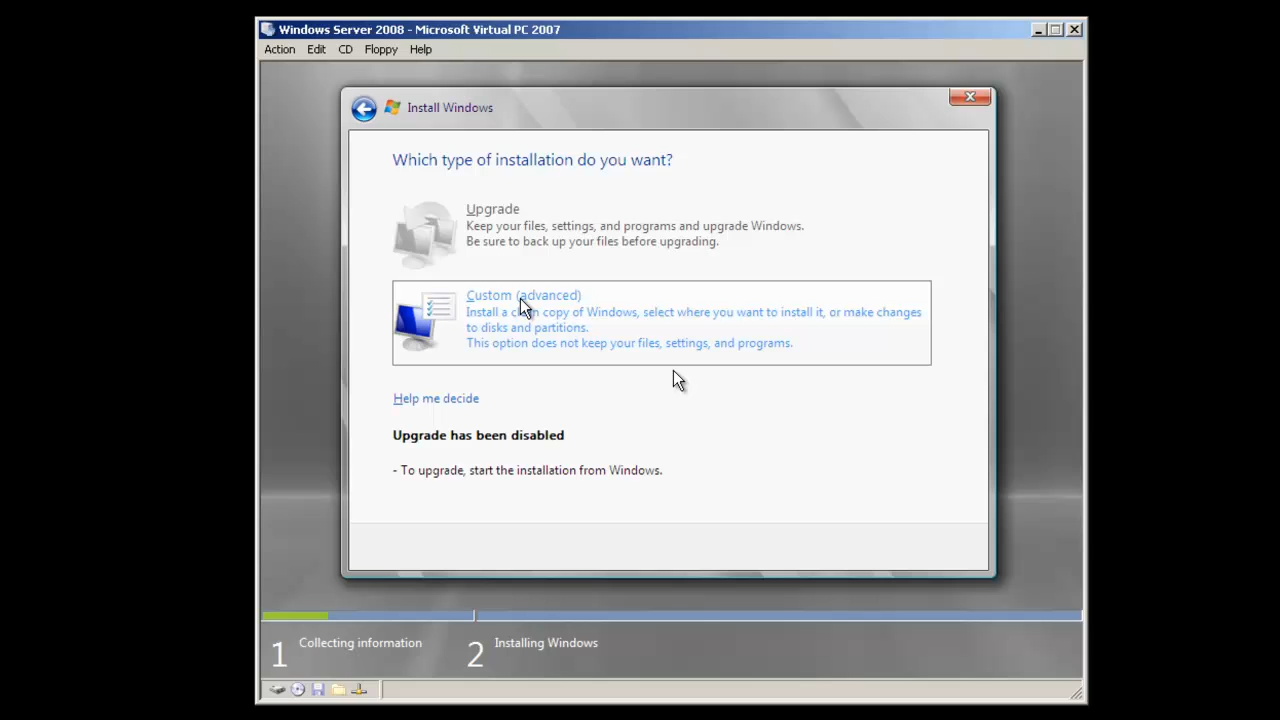 Windows Server 2008 - Microsoft Virtual PC 2007
Action Edit CD Floppy Help
Install Windows
Which type of installation do you want?
Upgrade
Keep your files, settings, and programs and upgrade Windows.
Be sure to back up your files before upgrading.
Custom (advanced)
Install a clean copy of Windows, select where you want to install it, or make changes
to disks and partitions.
This option does not keep your files, settings, and programs.
Help me decide
Upgrade has been disabled
- To upgrade, start the installation from Windows.
1 Collecting information 2 Installing Windows